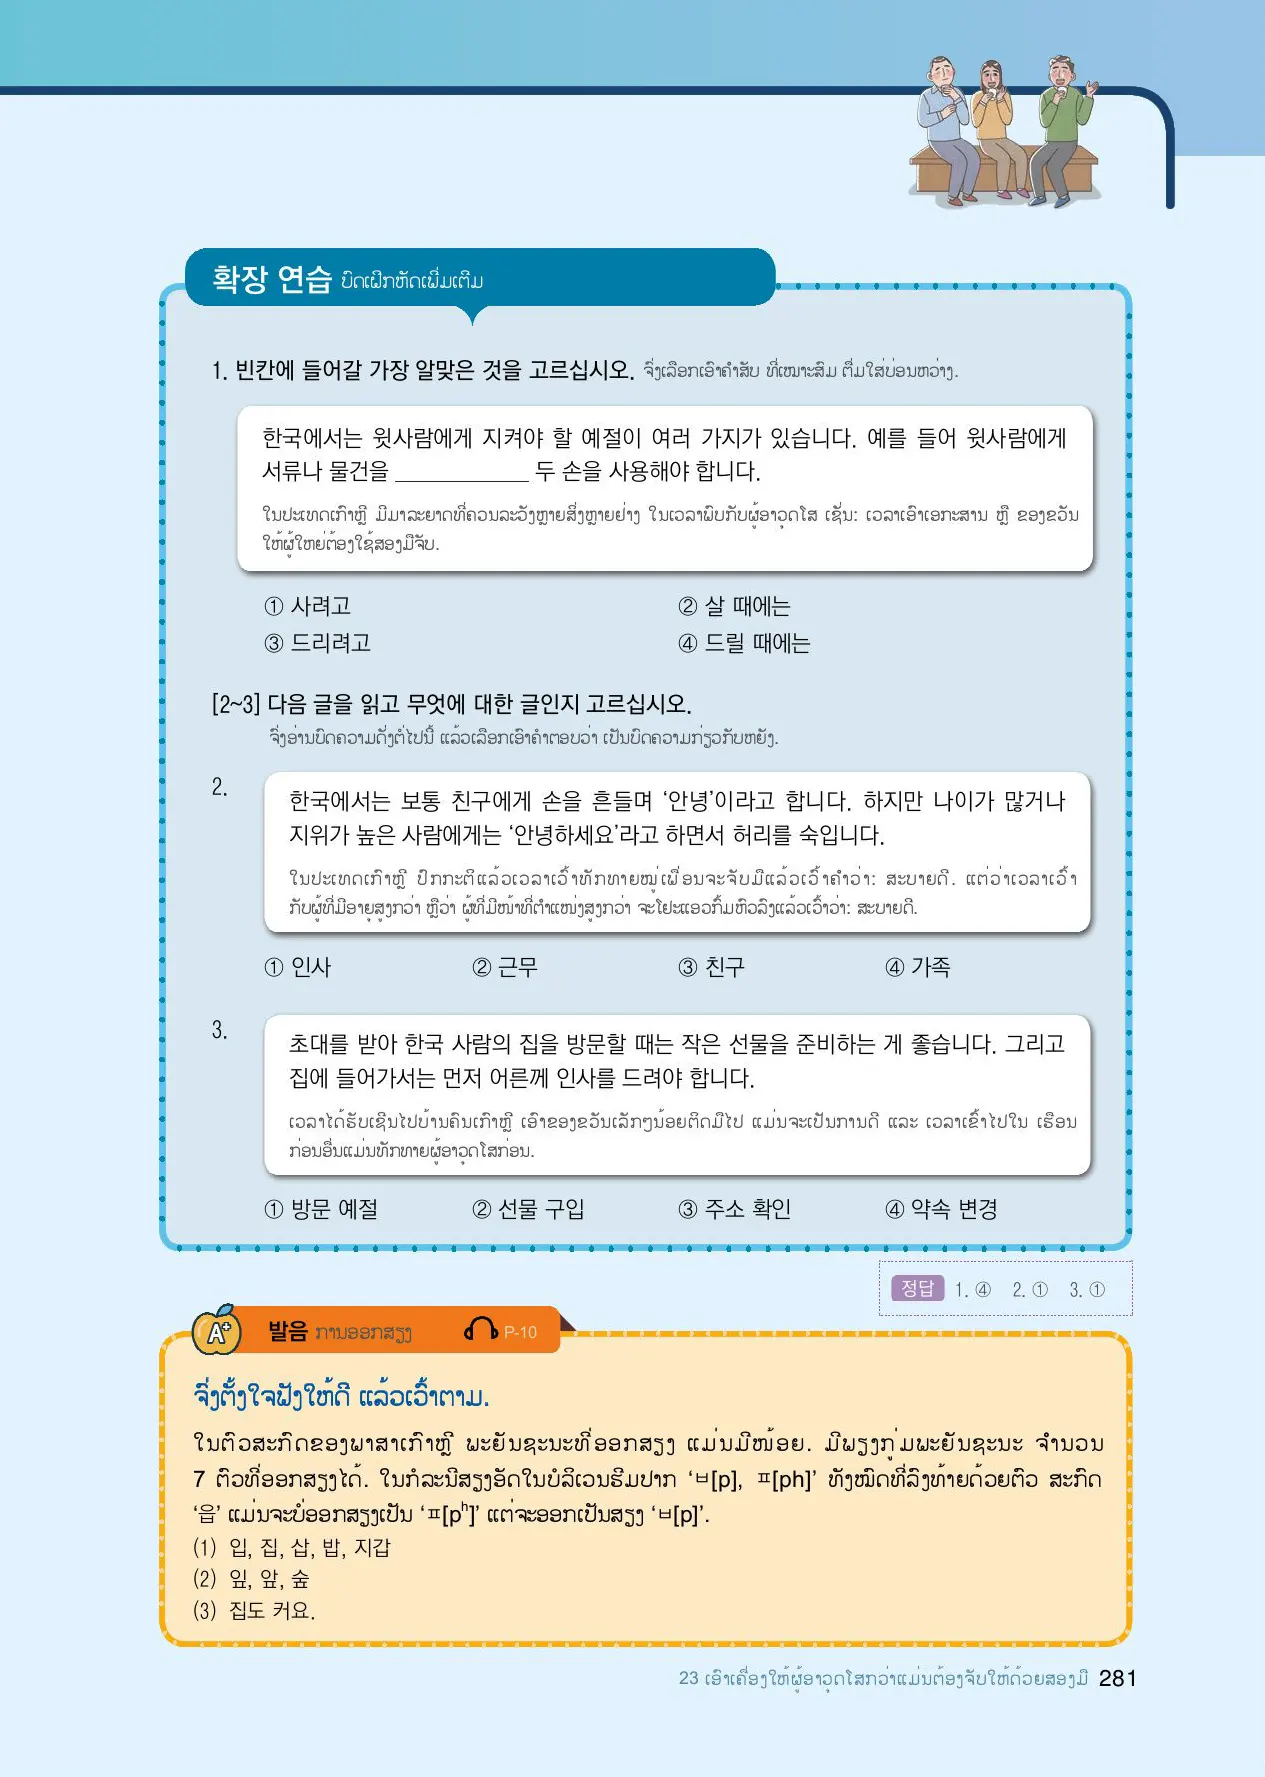 확장 연습 ບົດເຝິກຫັດເພີ່ມເຕີມ
1. 빈칸에 들어갈 가장 알맞은 것을 고르십시오. ຈົ່ງເລືອກເອົາຄຳສັບ ທີ່ເໝາະສົມ ຕື່ມໃສ່ບ່ອນຫວ່າງ.
한국에서는 윗사람에게 지켜야 할 예절이 여러 가지가 있습니다. 예를 들어 윗사람에게
서류나 물건을 ____________ 두 손을 사용해야 합니다.
ໃນປະເທດເກົາຫຼີ ມີມາລະຍາດທີ່ຄວນລະວັງຫຼາຍສິ່ງຫຼາຍຢ່າງ ໃນເວລາພົບກັບຜູ້ອາວຸດໂສ ເຊັ່ນ: ເວລາເອົາເອກະສານ ຫຼື ຂອງຂວັນ
ໃຫ້ຜູ້ໃຫຍ່ຕ້ອງໃຊ້ສອງມືຈັບ.
① 사려고 ② 살 때에는
③ 드리려고 ④ 드릴 때에는
[2~3] 다음 글을 읽고 무엇에 대한 글인지 고르십시오.
ຈົ່ງອ່ານບົດຄວາມດັ່ງຕໍ່ໄປນີ້ ແລ້ວເລືອກເອົາຄຳຕອບວ່າ ເປັນບົດຄວາມກ່ຽວກັບຫຍັງ.
2. 한국에서는 보통 친구에게 손을 흔들며 ‘안녕’이라고 합니다. 하지만 나이가 많거나
지위가 높은 사람에게는 ‘안녕하세요’라고 하면서 허리를 숙입니다.
ໃນປະເທດເກົາຫຼີ ປົກກະຕິແລ້ວເວລາເວົ້າທັກທາຍໝູ່ເພື່ອນຈະຈັບມືແລ້ວເວົ້າຄຳວ່າ: ສະບາຍດີ. ແຕ່ວ່າເວລາເວົ້າ
ກັບຜູ້ທີ່ມີອາຍຸສູງກວ່າ ຫຼືວ່າ ຜູ້ທີ່ມີໜ້າທີ່ຕຳແໜ່ງສູງກວ່າ ຈະໂຢະແອວກົ້ມຫົວລົງແລ້ວເວົ້າວ່າ: ສະບາຍດີ.
① 인사 ② 근무 ③ 친구 ④ 가족
3. 초대를 받아 한국 사람의 집을 방문할 때는 작은 선물을 준비하는 게 좋습니다. 그리고
집에 들어가서는 먼저 어른께 인사를 드려야 합니다.
ເວລາໄດ້ຮັບເຊີນໄປບ້ານຄົນເກົາຫຼີ ເອົາຂອງຂວັນເລັກໆນ້ອຍຕິດມືໄປ ແມ່ນຈະເປັນການດີ ແລະ ເວລາເຂົ້າໄປໃນ ເຮືອນ
ກ່ອນອື່ນແມ່ນທັກທາຍຜູ້ອາວຸດໂສກ່ອນ.
① 방문 예절 ② 선물 구입 ③ 주소 확인 ④ 약속 변경
정답 1. ④ 2. ① 3. ①
A+ 발음 ການອອກສຽງ P-10
ຈົ່ງຕັ້ງໃຈຟັງໃຫ້ດີ ແລ້ວເວົ້າຕາມ.
ໃນຕົວສະກົດຂອງພາສາເກົາຫຼີ ພະຍັນຊະນະທີ່ອອກສຽງ ແມ່ນມີໜ້ອຍ. ມີພຽງກຸ່ມພະຍັນຊະນະ ຈຳນວນ
7 ຕົວທີ່ອອກສຽງໄດ້. ໃນກໍລະນີສຽງອັດໃນບໍລິເວນຮີມປາກ ‘ㅂ[p], ㅍ[ph]’ ທັງໝົດທີ່ລົງທ້າຍດ້ວຍຕົວ ສະກົດ
‘음’ ແມ່ນຈະບໍ່ອອກສຽງເປັນ ‘ㅍ[pʰ]’ ແຕ່ຈະອອກເປັນສຽງ ‘ㅂ[p]’.
(1) 입, 집, 삽, 밥, 지갑
(2) 잎, 앞, 숲
(3) 집도 커요.
23 ເອົາເຄື່ອງໃຫ້ຜູ້ອາວຸດໂສກວ່າແມ່ນຕ້ອງຈັບໃຫ້ດ້ວຍສອງມື 281